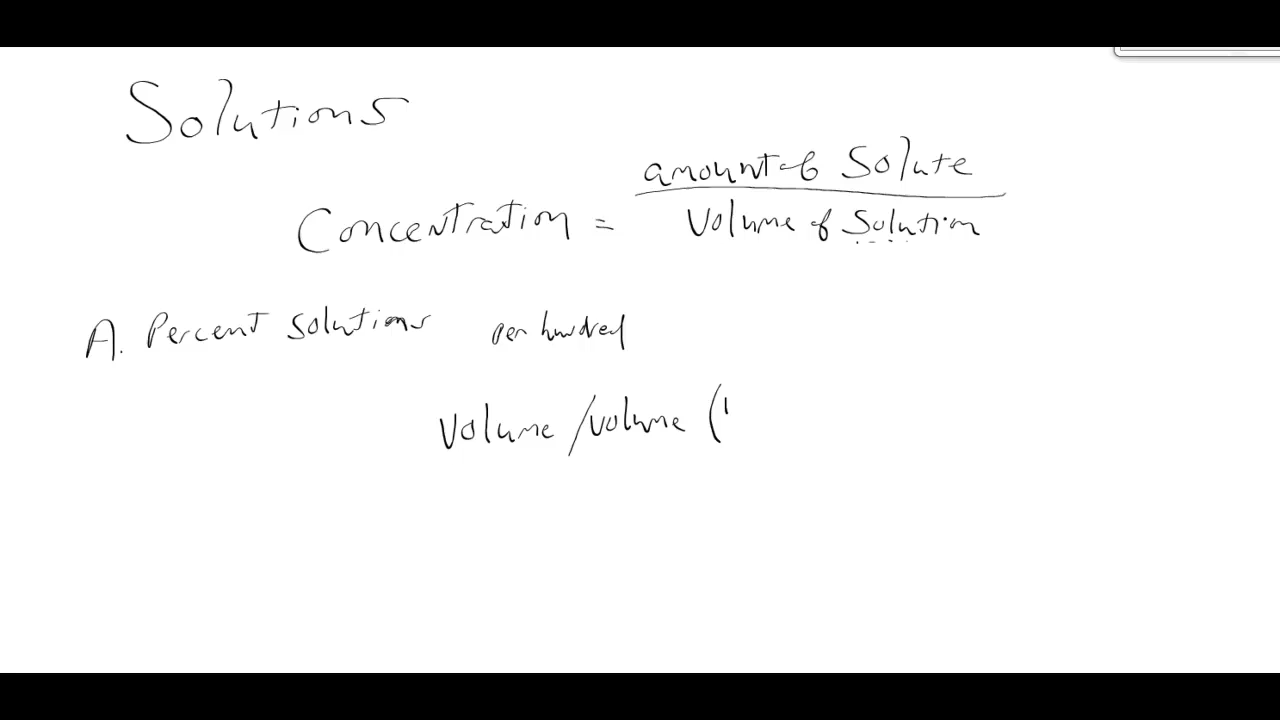 Solutions
Concentration = amount of Solute / Volume of Solution
A. Percent solutions per hundred
Volume/volume (